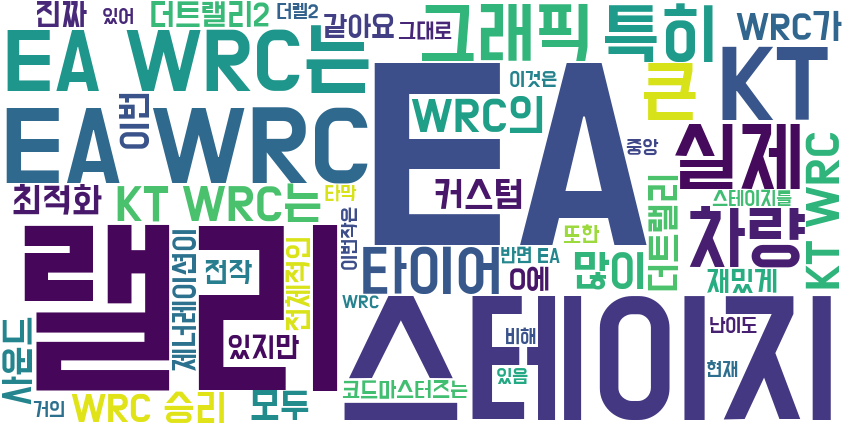 진짜 있어 더트랠리2 더렐2
같아요 그대로 그래픽 특히 WRC가
EA WRC는
이것은 큰 KT
EA WRC 이번 EA WRC의 중앙 실제
최적화 KT WRC는 타막 커스텀 스테이지를 KT WRC
이번작은 또한 더트랠리 차량
랠리 제너레이션이 전작 전체적인 타이어 반면 EA 0에 많이 재밌게
사운드 있지만 WRC 스테이지 비해 난이도
있음 현재
거의 WRC 승리 모두 코드마스터즈는